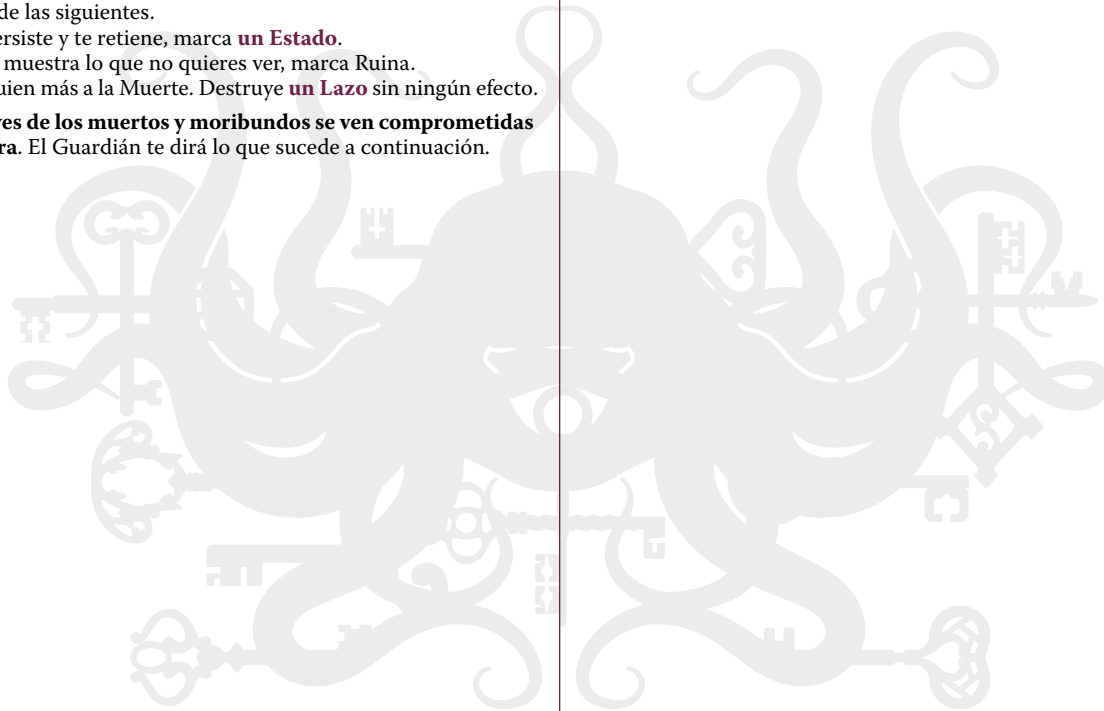 de las siguientes.
ersiste y te retiene, marca un Estado.
muestra lo que no quieres ver, marca Ruina.
uien más a la Muerte. Destruye un Lazo sin ningún efecto.
ves de los muertos y moribundos se ven comprometidas
ra. El Guardián te dirá lo que sucede a continuación.